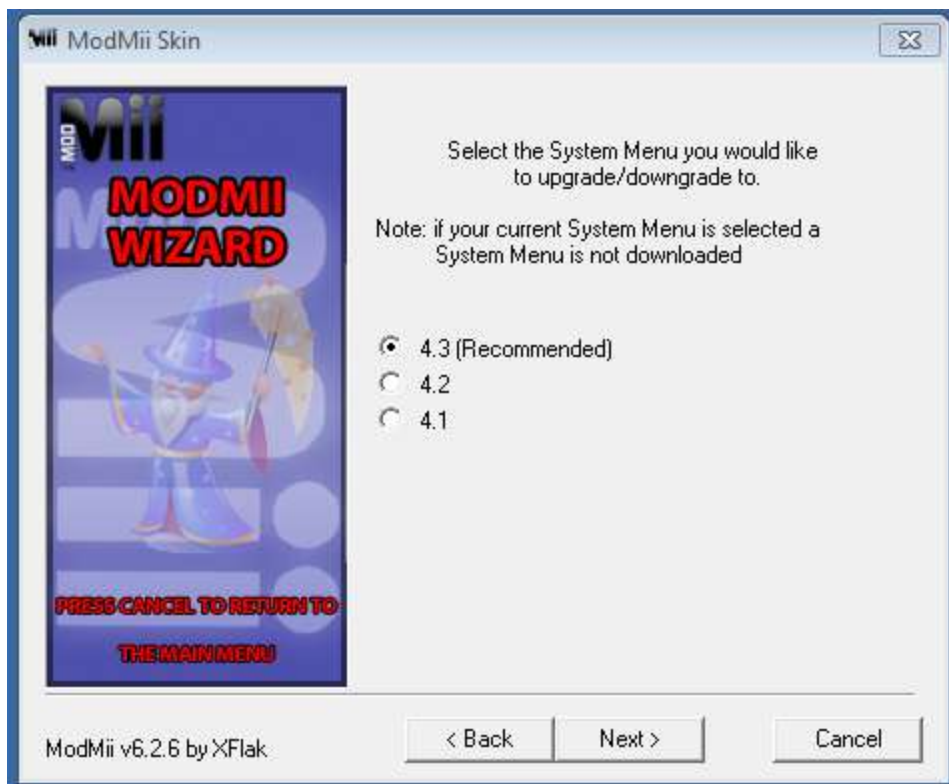 Mii ModMii Skin
MOD Mii
MODMII
WIZARD
PRESS CANCEL TO RETURN TO
THE MAIN MENU
Select the System Menu you would like
to upgrade/downgrade to.
Note: if your current System Menu is selected a
System Menu is not downloaded
4.3 (Recommended)
4.2
4.1
ModMii v6.2.6 by XFlak
< Back
Next >
Cancel